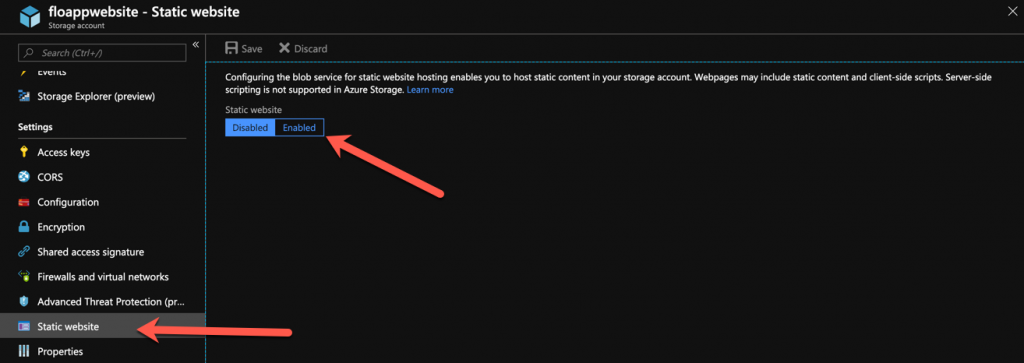 floappwebsite - Static website
Storage account
Search (Ctrl+/)
Events
Storage Explorer (preview)
Settings
Access keys
CORS
Configuration
Encryption
Shared access signature
Firewalls and virtual networks
Advanced Threat Protection (pr...
Static website
Properties
Save Discard
Configuring the blob service for static website hosting enables you to host static content in your storage account. Webpages may include static content and client-side scripts. Server-side
scripting is not supported in Azure Storage. Learn more
Static website
Disabled Enabled